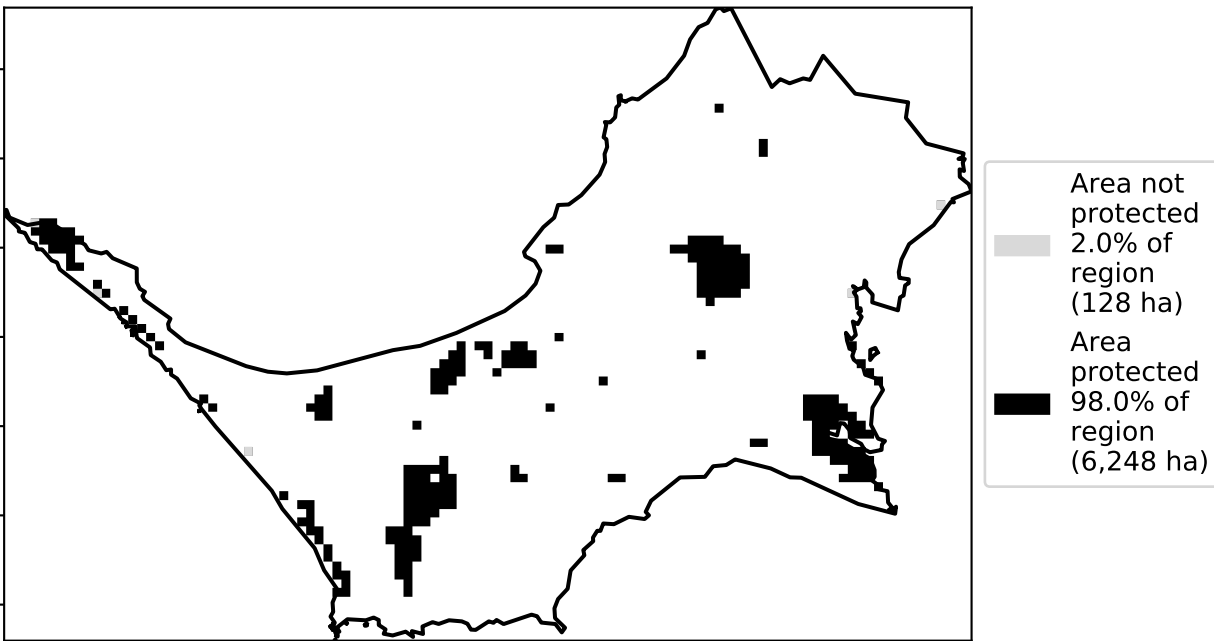 Area not
protected
2.0% of
region
(128 ha)
Area
protected
98.0% of
region
(6,248 ha)